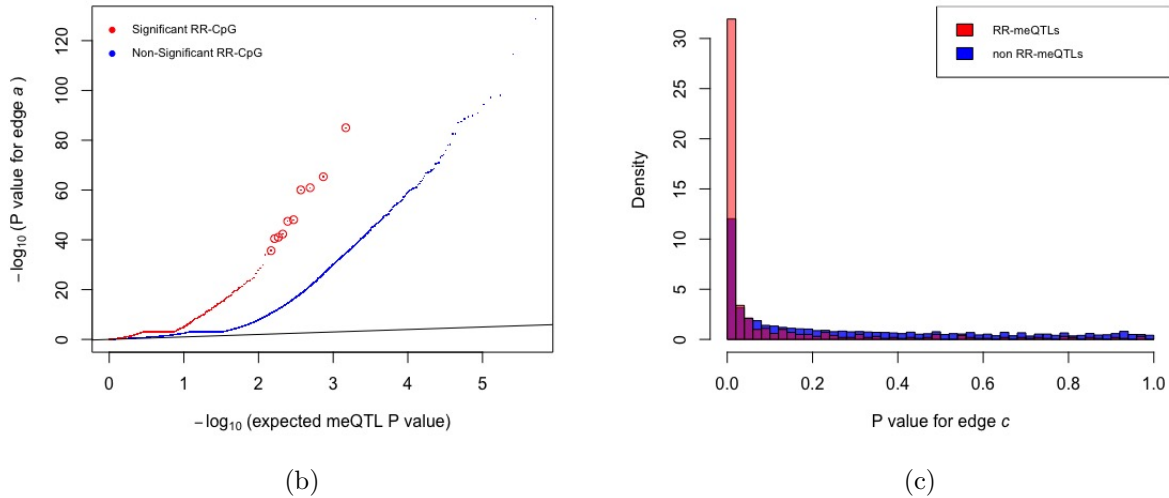 Significant RR-CpG
Non-Significant RR-CpG
120
100
80
60
40
20
0
−log10 (P value for edge a )
0 1 2 3 4 5
−log10 (expected meQTL P value)
(b)
RR-meQTLs
non RR-meQTLs
30
25
20
15
10
5
0
Density
0.0 0.2 0.4 0.6 0.8 1.0
P value for edge c
(c)